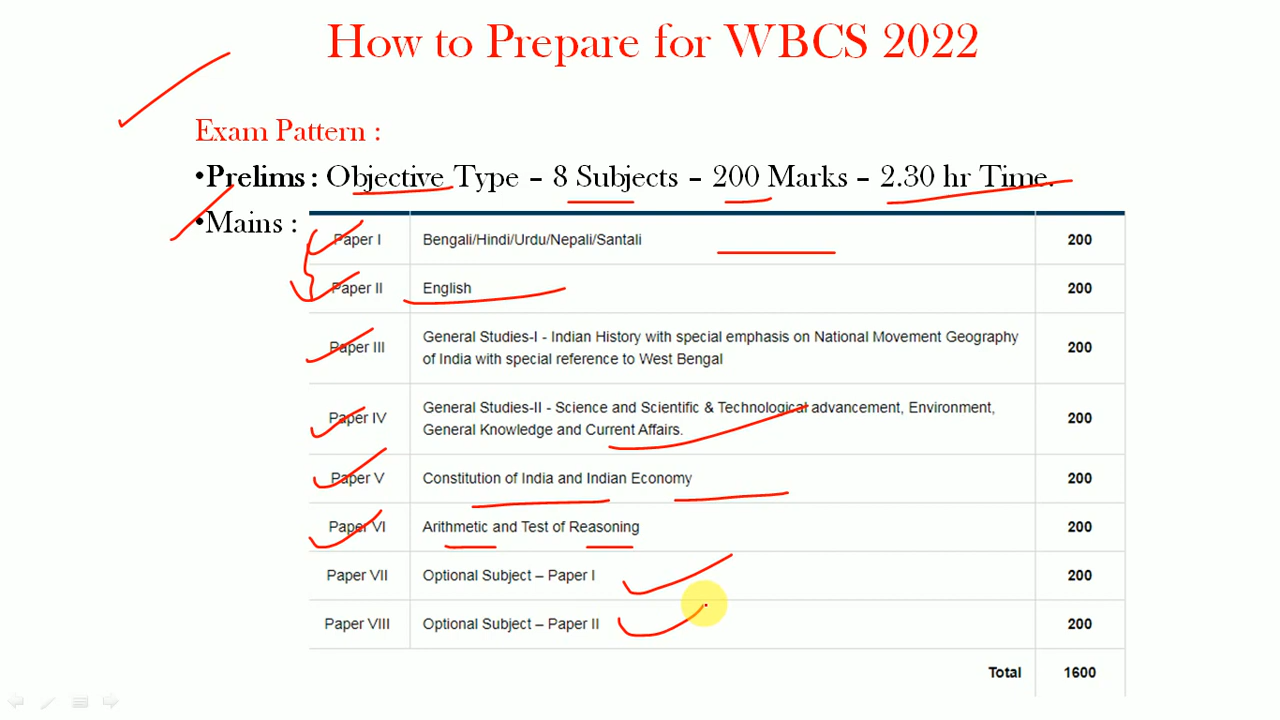 How to Prepare for WBCS 2022
Exam Pattern :
•Prelims : Objective Type – 8 Subjects – 200 Marks – 2.30 hr Time.
•Mains :
Paper I Bengali/Hindi/Urdu/Nepali/Santali 200
Paper II English 200
Paper III General Studies-I - Indian History with special emphasis on National Movement Geography
of India with special reference to West Bengal 200
Paper IV General Studies-II - Science and Scientific & Technological advancement, Environment,
General Knowledge and Current Affairs. 200
Paper V Constitution of India and Indian Economy 200
Paper VI Arithmetic and Test of Reasoning 200
Paper VII Optional Subject – Paper I 200
Paper VIII Optional Subject – Paper II 200
Total 1600